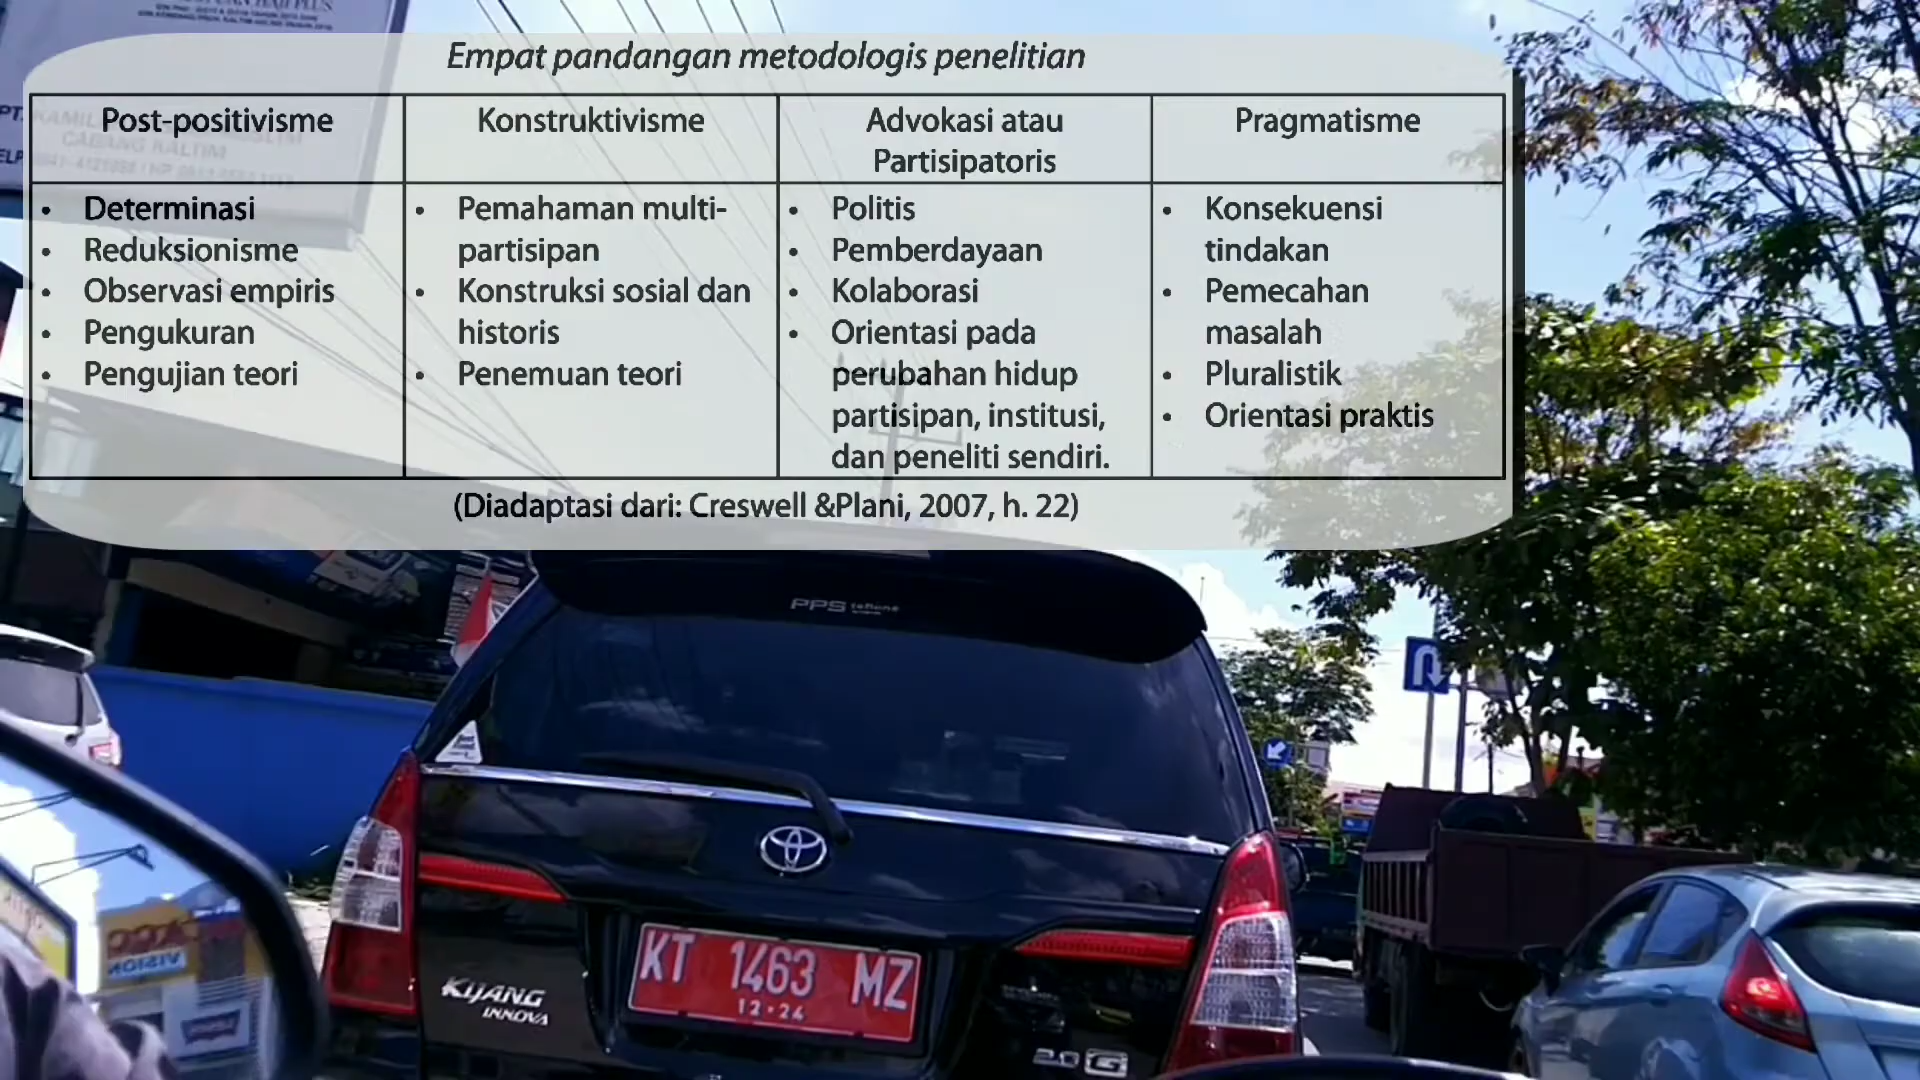 Empat pandangan metodologis penelitian
Post-positivisme
Konstruktivisme
Advokasi atau
Partisipatoris
Pragmatisme
• Determinasi
• Reduksionisme
• Observasi empiris
• Pengukuran
• Pengujian teori
• Pemahaman multi-
partisipan
• Konstruksi sosial dan
historis
• Penemuan teori
• Politis
• Pemberdayaan
• Kolaborasi
• Orientasi pada
perubahan hidup
partisipan, institusi,
dan peneliti sendiri.
• Konsekuensi
tindakan
• Pemecahan
masalah
• Pluralistik
• Orientasi praktis
(Diadaptasi dari: Creswell &Plani, 2007, h. 22)
CABANG KALTIM
PPS
KIJANG
INNOVA
KT 1463 MZ
12·24
2.0 G
VISION